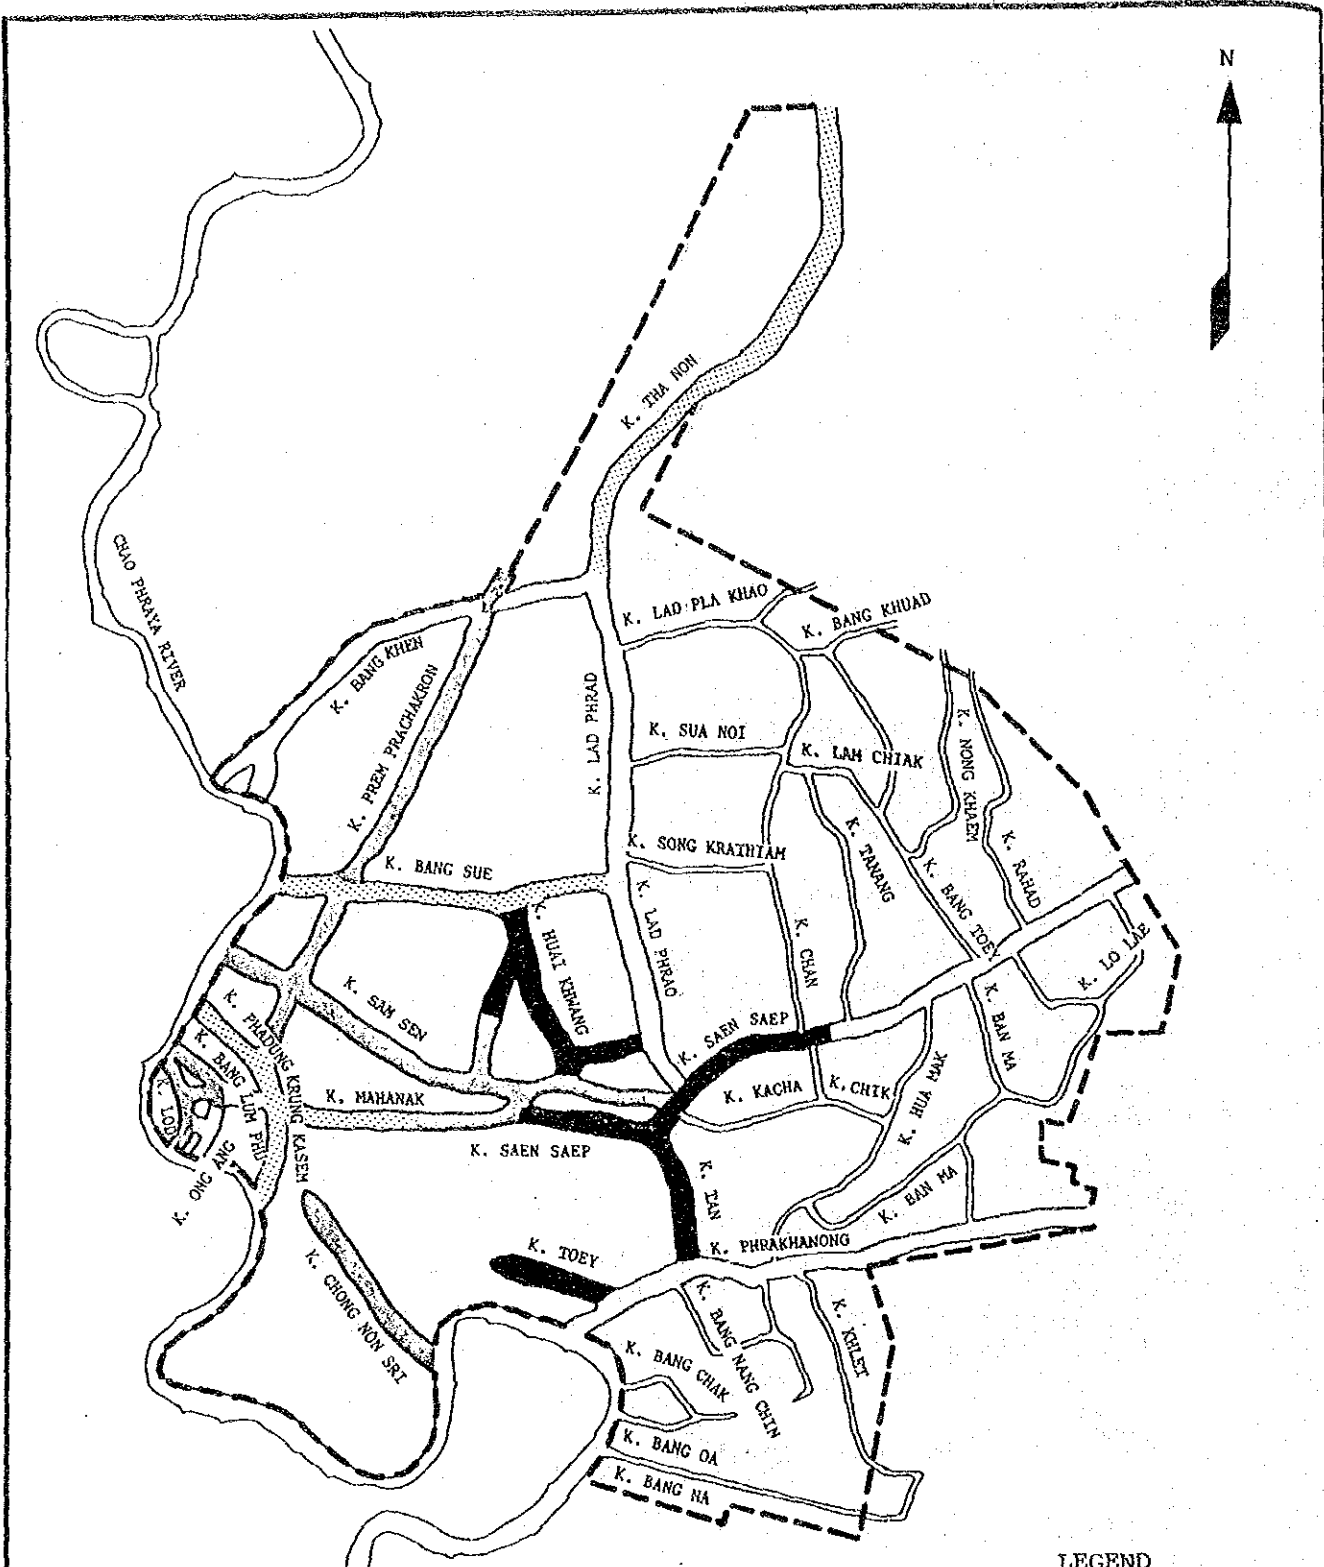 N
K. THA NON
CHAO PHRAYA RIVER
K. LAD PLA KHAO
K. BANG KHUAD
K. BANG KHEN
K. PREM PRACHAKRON
K. LAD PHRAD
K. SUA NOI
K. LAM CHIAK
K. NONG KHAEM
K. SONG KRATHIAM
K. TANANG
K. RAHAD
K. BANG SUE
K. BANG TOEY
K. HUAI KHWANG
K. LAD PHRAO
K. CHAN
K. LO LAE
K. SAM SEN
K. PHADUNG KRUNG KASEM
K. SAEN SAEP
K. BAN MA
K. BANG LUM PHU
K. MAHANAK
K. KACHA
K. CHIK
K. HUA MAK
K. LOD
K. SAEN SAEP
K. ONG ANG
K. TAN
K. BAN MA
K. PHRAKHANONG
K. TOEY
K. CHONG NON SRI
K. BANG NANG CHIN
K. KHLET
K. BANG CHAK
K. BANG OA
K. BANG NA
LEGEND